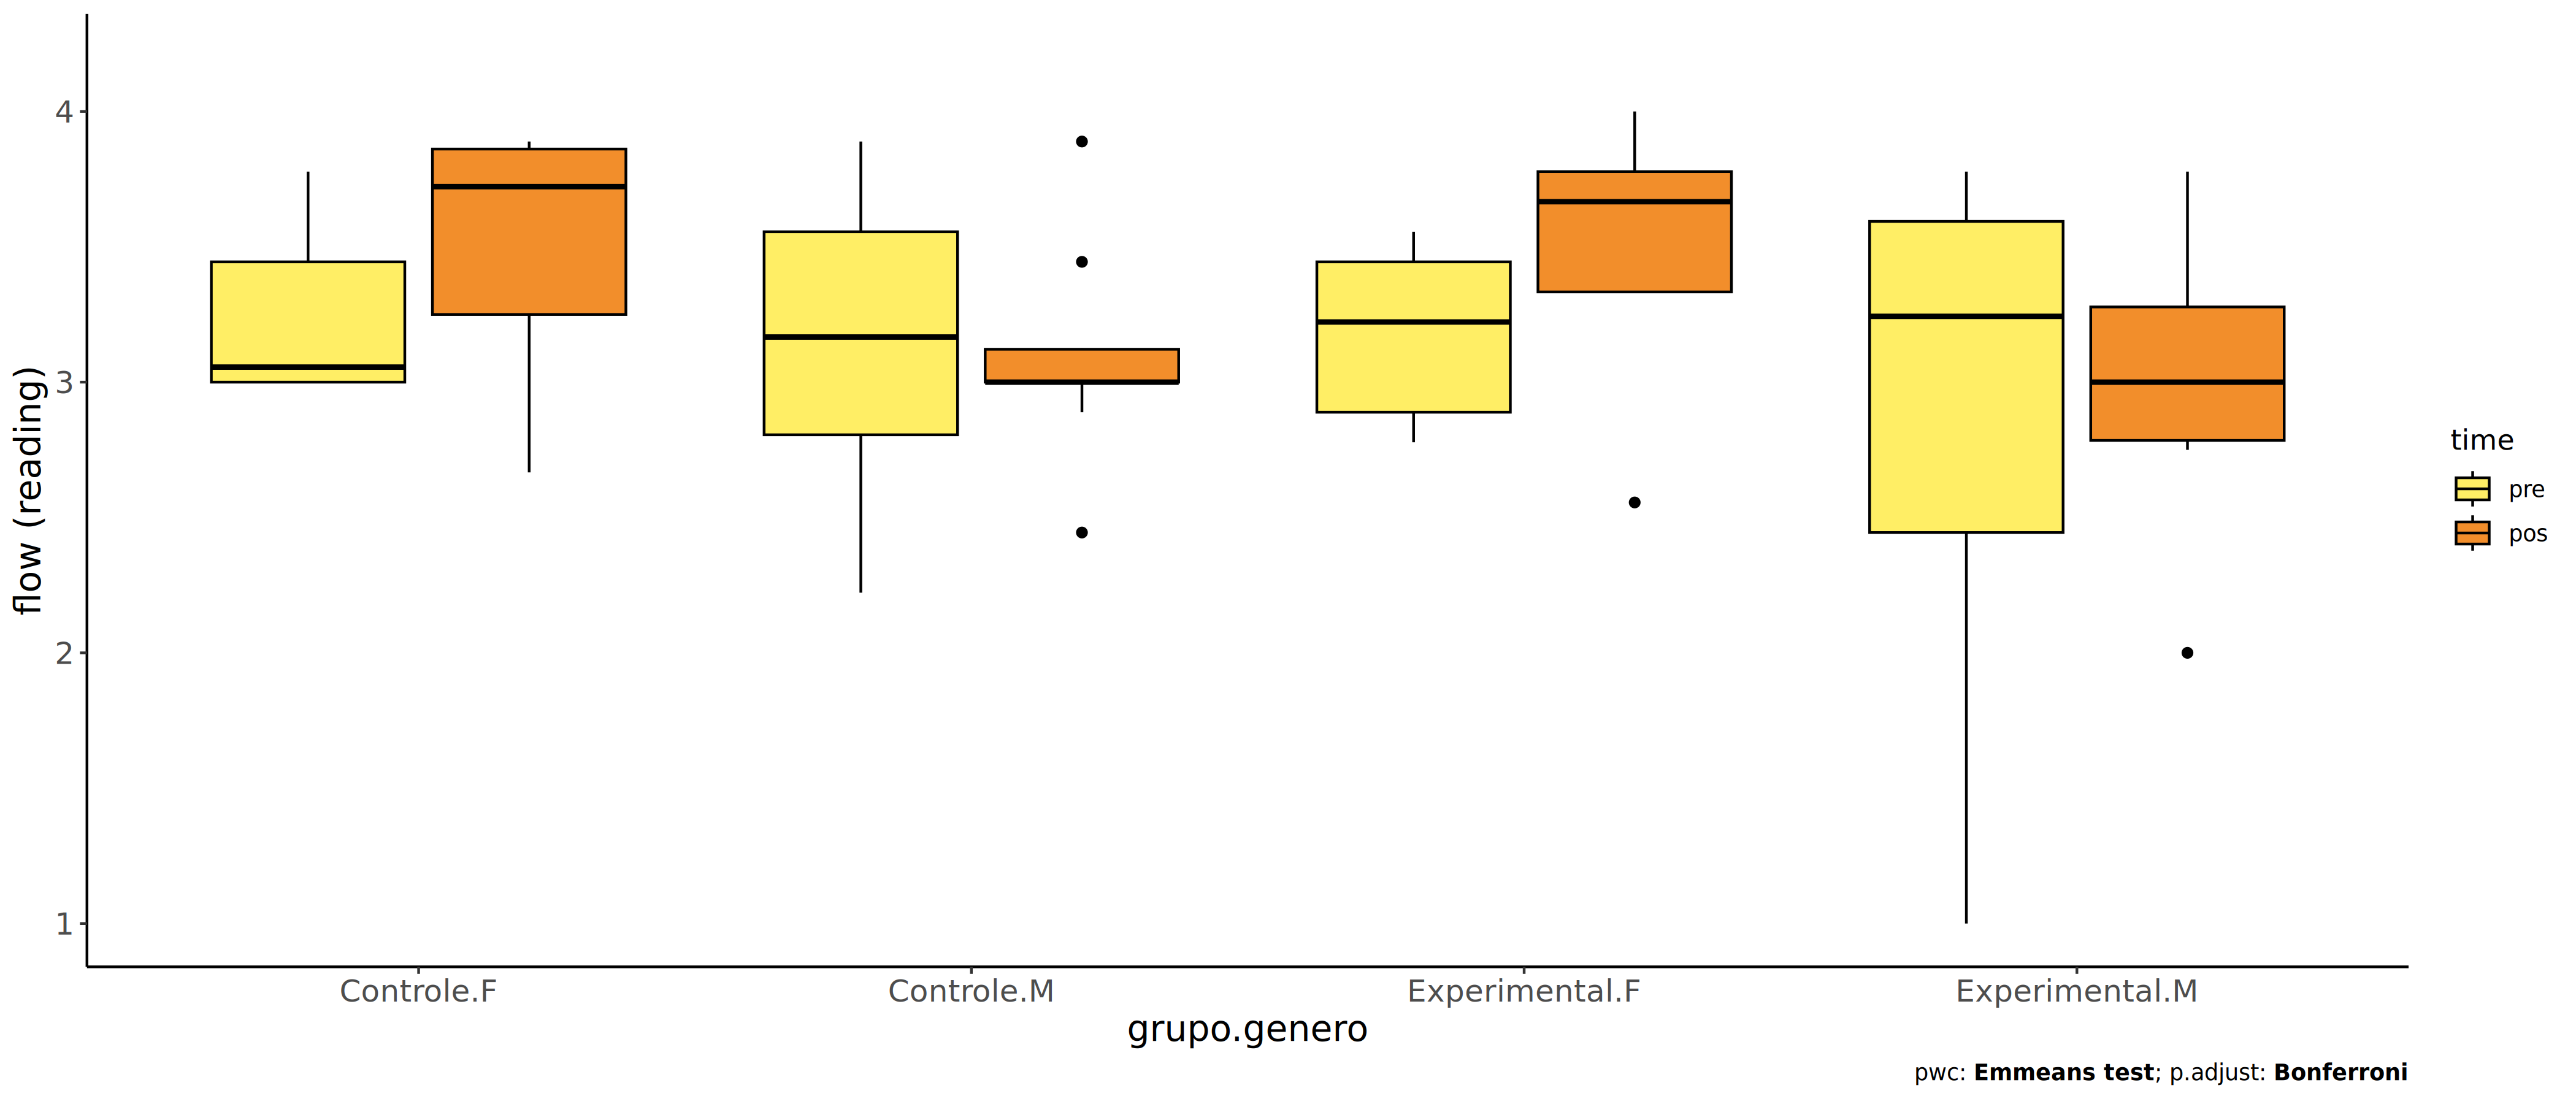 flow (reading)
4
3
2
1
Controle.F
Controle.M
Experimental.F
Experimental.M
grupo.genero
time
pre
pos
pwc: Emmeans test; p.adjust: Bonferroni